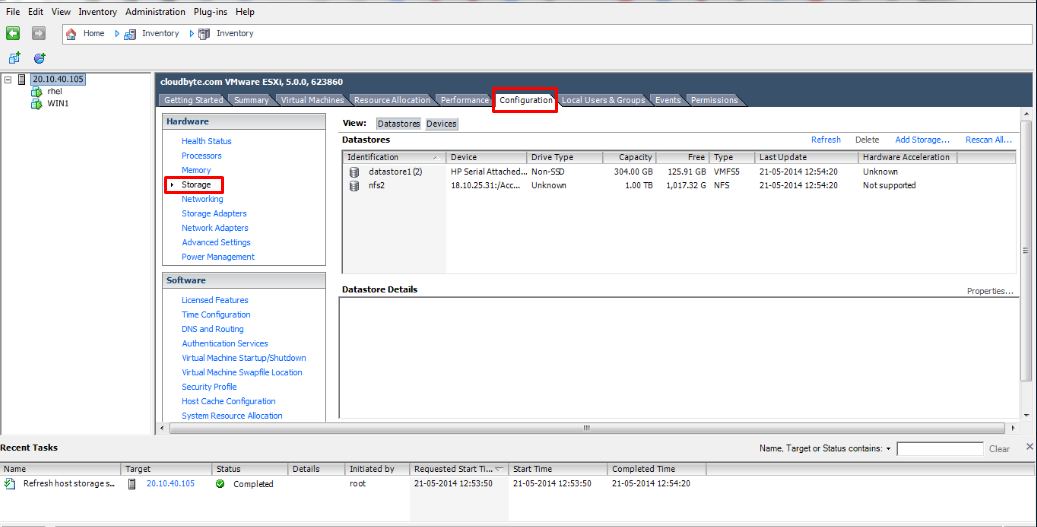 File Edit View Inventory Administration Plug-ins Help
Home Inventory Inventory
20.10.40.105
rhel
WIN1
cloudbyte.com VMware ESXi, 5.0.0, 623860
Getting Started Summary Virtual Machines Resource Allocation Performance Configuration Local Users & Groups Events Permissions
Hardware
Health Status
Processors
Memory
Storage
Networking
Storage Adapters
Network Adapters
Advanced Settings
Power Management
Software
Licensed Features
Time Configuration
DNS and Routing
Authentication Services
Virtual Machine Startup/Shutdown
Virtual Machine Swapfile Location
Security Profile
Host Cache Configuration
System Resource Allocation
View: Datastores Devices
Datastores
Refresh Delete Add Storage... Rescan All...
Identification Device Drive Type Capacity Free Type Last Update Hardware Acceleration
datastore1 (2) HP Serial Attached... Non-SSD 304.00 GB 125.91 GB VMFS5 21-05-2014 12:54:20 Unknown
nfs2 18.10.25.31:/Acc... Unknown 1.00 TB 1,017.32 G NFS 21-05-2014 12:54:20 Not supported
Datastore Details
Properties...
Recent Tasks
Name, Target or Status contains: Clear
Name Target Status Details Initiated by Requested Start Ti... Start Time Completed Time
Refresh host storage s... 20.10.40.105 Completed root 21-05-2014 12:53:50 21-05-2014 12:53:50 21-05-2014 12:54:20